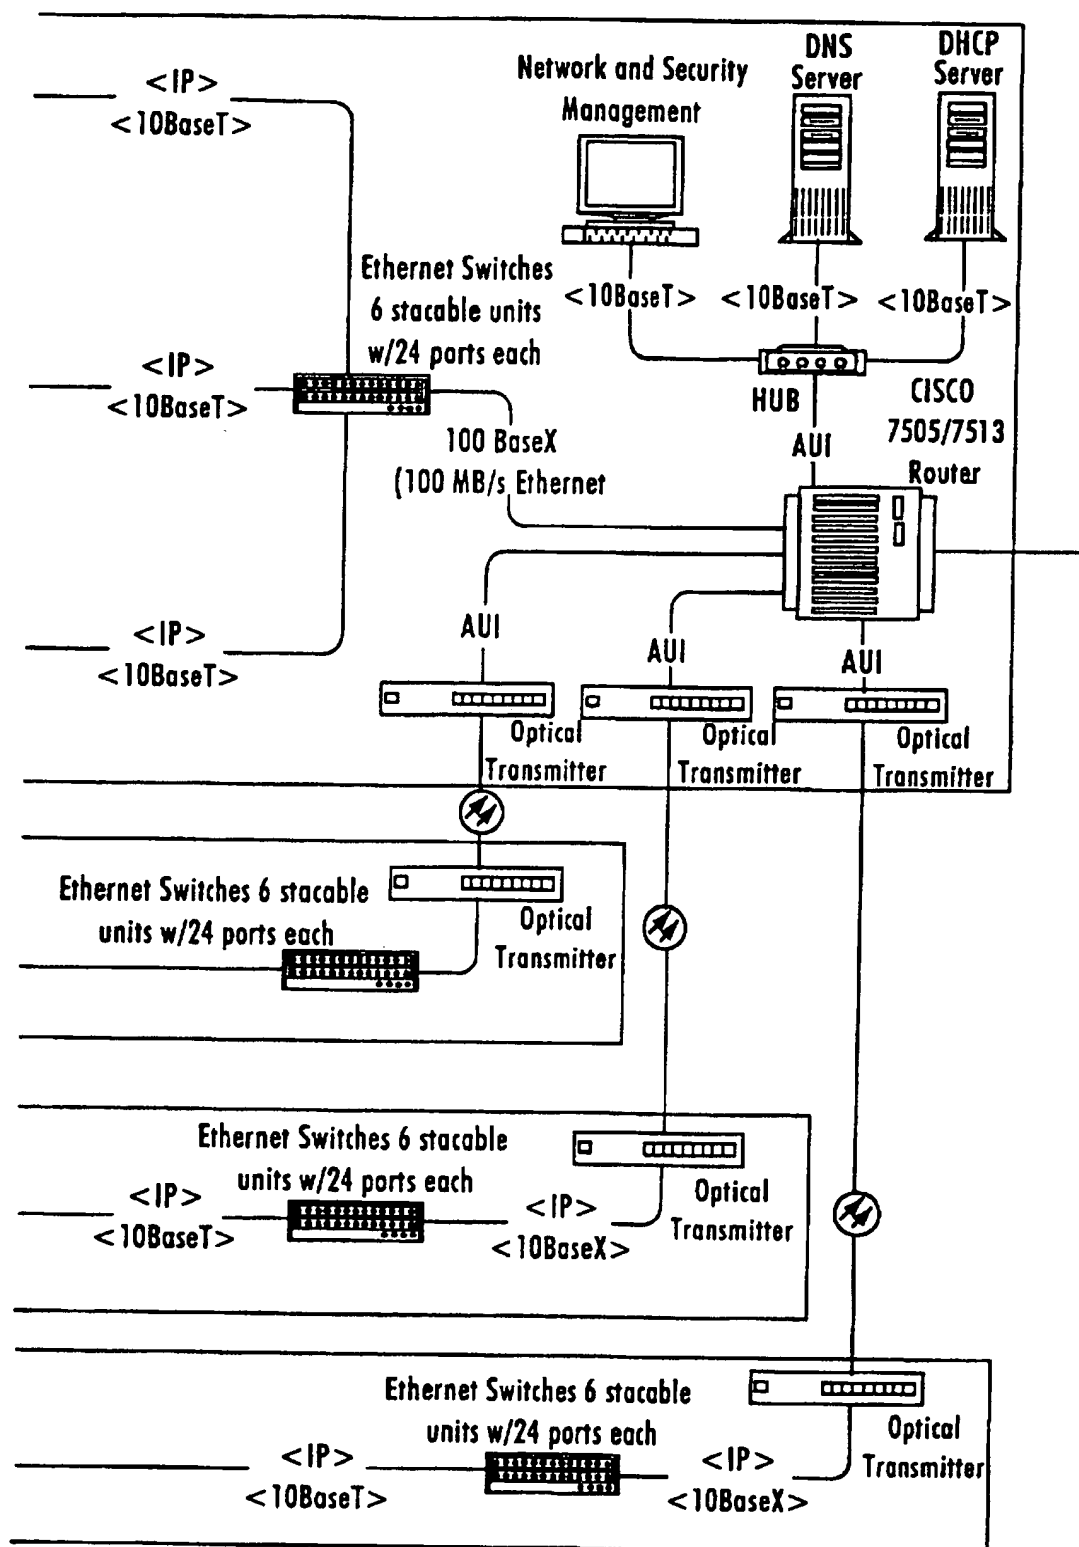 <IP>
<10BaseT>
Network and Security
Management
DNS
Server
DHCP
Server
Ethernet Switches
6 stacable units
w/24 ports each
<10BaseT>
<10BaseT>
<10BaseT>
<IP>
<10BaseT>
HUB
CISCO
7505/7513
Router
AUI
100 BaseX
(100 MB/s Ethernet
<IP>
<10BaseT>
AUI
AUI
AUI
Optical
Transmitter
Optical
Transmitter
Optical
Transmitter
Ethernet Switches 6 stacable
units w/24 ports each
Optical
Transmitter
Ethernet Switches 6 stacable
units w/24 ports each
<IP>
<10BaseT>
<IP>
<10BaseX>
Optical
Transmitter
Ethernet Switches 6 stacable
units w/24 ports each
<IP>
<10BaseT>
<IP>
<10BaseX>
Optical
Transmitter